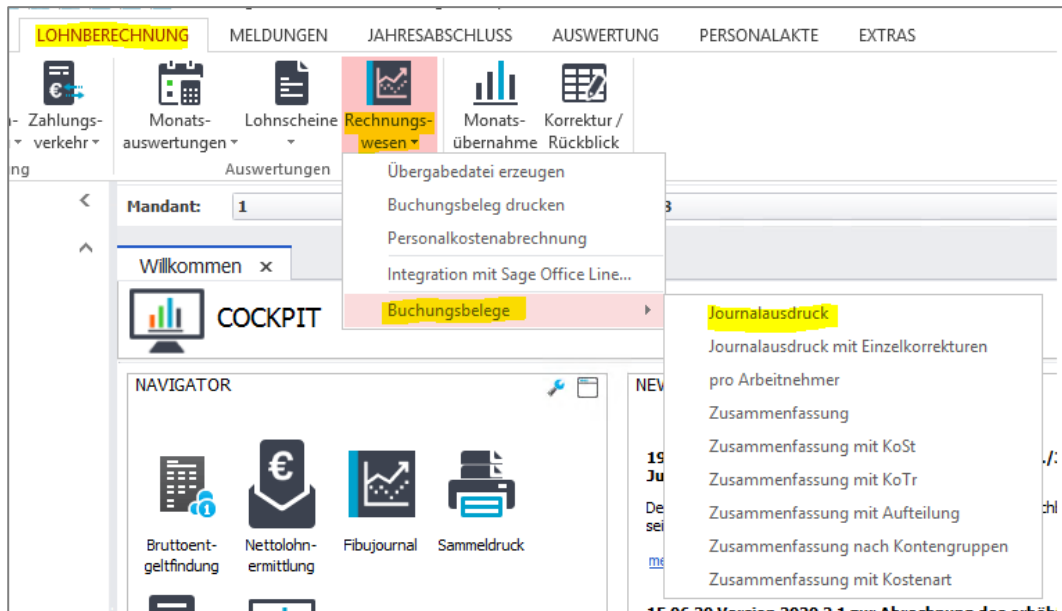 LOHNBERECHNUNG MELDUNGEN JAHRESABSCHLUSS AUSWERTUNG PERSONALAKTE EXTRAS
Zahlungs- Monats- Lohnscheine Rechnungs- Monats- Korrektur /
verkehr auswertungen wesen übernahme Rückblick
ng Auswertungen
Übergabedatei erzeugen
Mandant: 1 Buchungsbeleg drucken
Personalkostenabrechnung
Willkommen x Integration mit Sage Office Line...
COCKPIT Buchungsbelege
Journalausdruck
Journalausdruck mit Einzelkorrekturen
NAVIGATOR pro Arbeitnehmer
Zusammenfassung
Zusammenfassung mit KoSt
Zusammenfassung mit KoTr
Zusammenfassung mit Aufteilung
Zusammenfassung nach Kontengruppen
Zusammenfassung mit Kostenart
Bruttoent- Nettolohn- Fibujournal Sammeldruck
geltfindung ermittlung